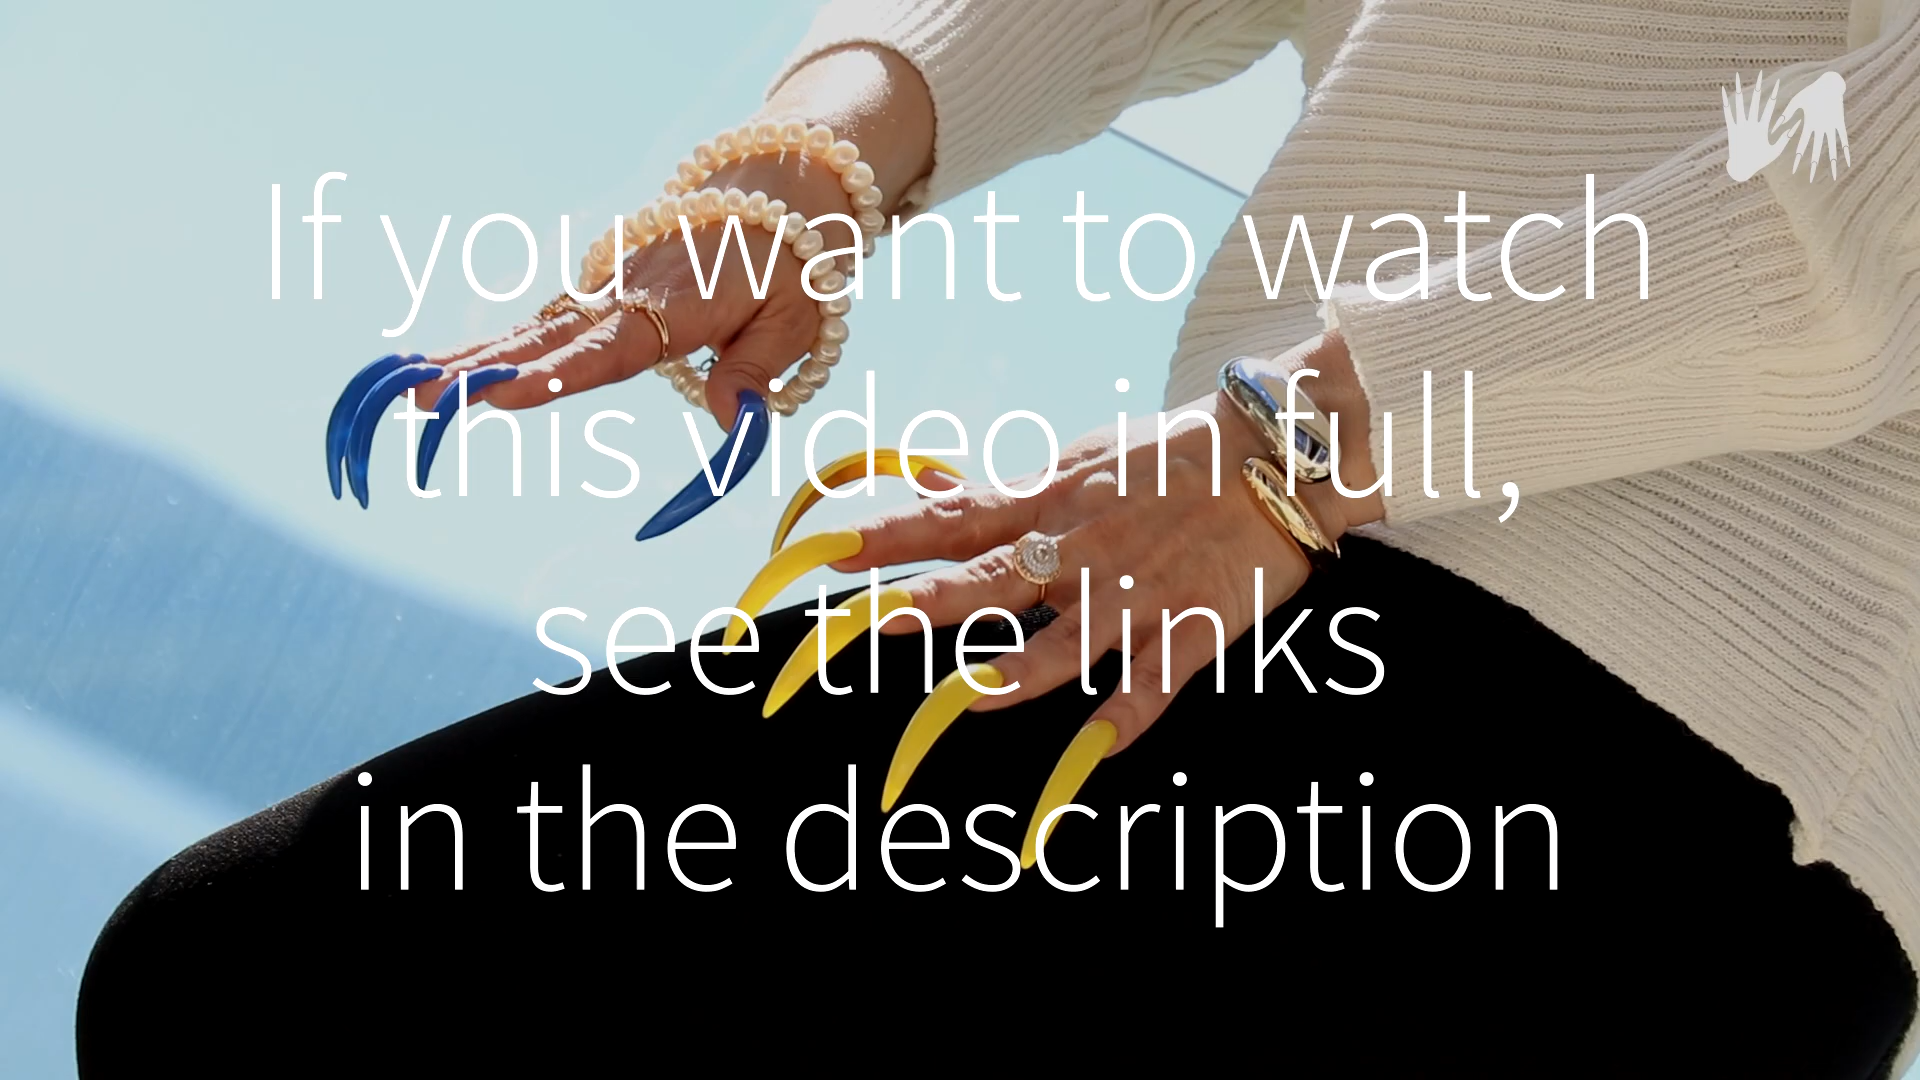 If you want to watch
this video in full,
see the links
in the description